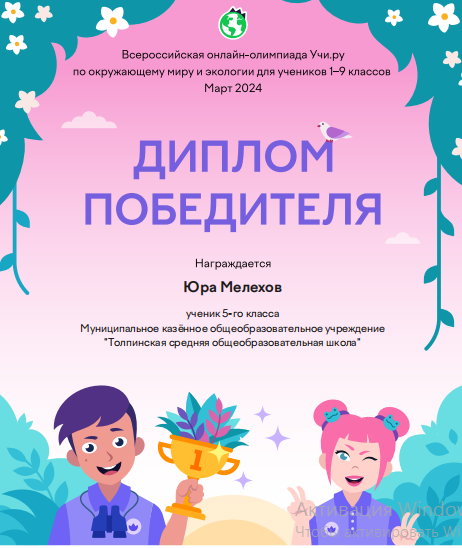 Всероссийская онлайн-олимпиада Учи.ру
по окружающему миру и экологии для учеников 1–9 классов
Март 2024
ДИПЛОМ
ПОБЕДИТЕЛЯ
Награждается
Юра Мелехов
ученик 5-го класса
Муниципальное казённое общеобразовательное учреждение
"Толпинская средняя общеобразовательная школа"
1
Активация Window
Чтобы активировать Wi